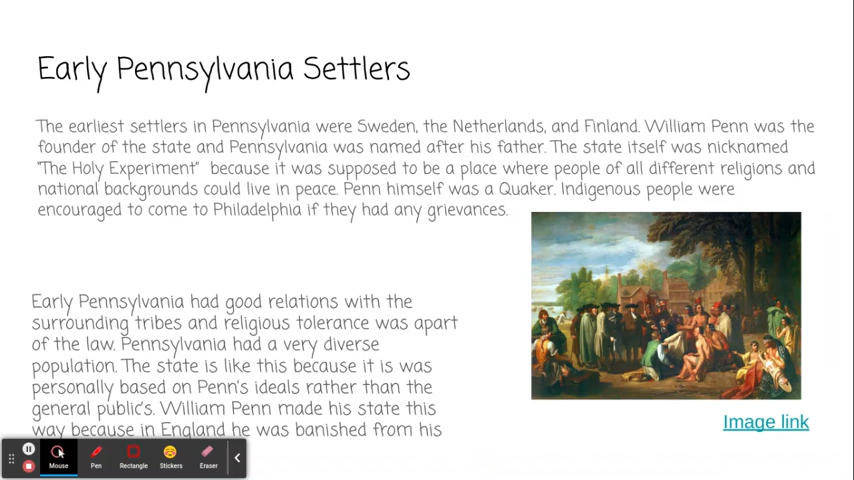 Early Pennsylvania Settlers
The earliest settlers in Pennsylvania were Sweden, the Netherlands, and Finland. William Penn was the
founder of the state and Pennsylvania was named after his father. The state itself was nicknamed
"The Holy Experiment" because it was supposed to be a place where people of all different religions and
national backgrounds could live in peace. Penn himself was a Quaker. Indigenous people were
encouraged to come to Philadelphia if they had any grievances.
Early Pennsylvania had good relations with the
surrounding tribes and religious tolerance was apart
of the law. Pennsylvania had a very diverse
population. The state is like this because it is was
personally based on Penn's ideals rather than the
general public's. William Penn made his state this
way because in England he was banished from his
Image link
Mouse
Pen
Rectangle
Stickers
Eraser